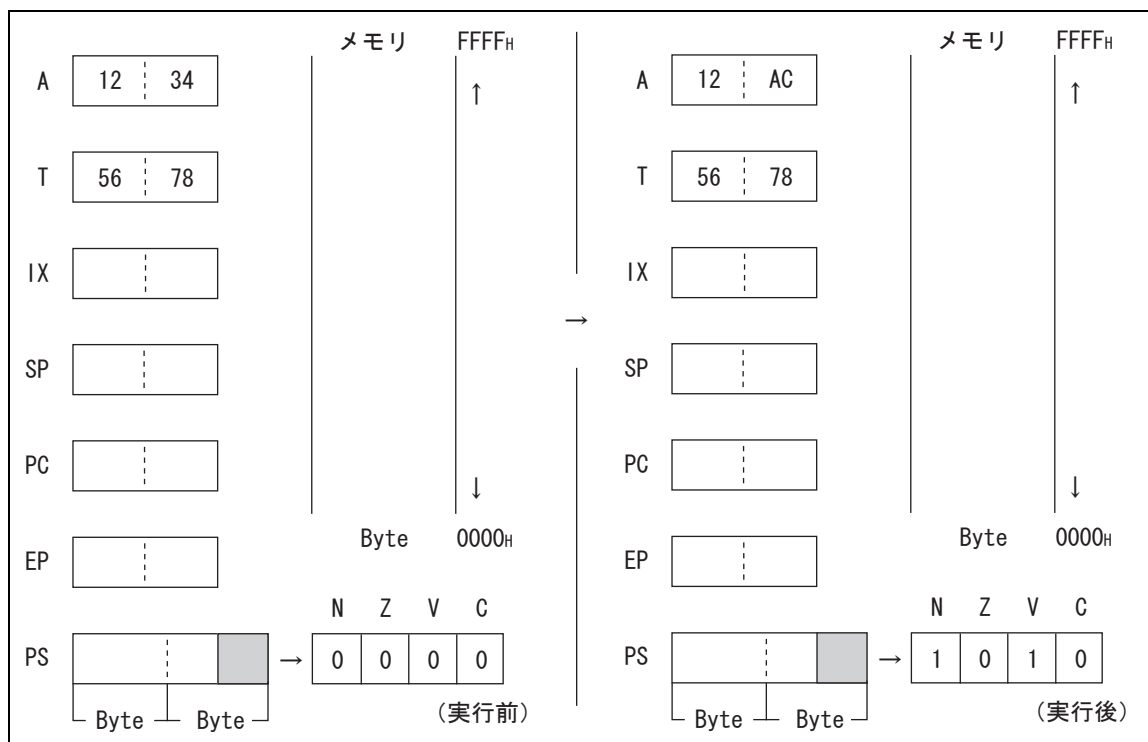 メモリ FFFFH
A 12 34
↑
T 56 78
IX
SP
PC
↓
Byte 0000H
EP
N Z V C
PS → 0 0 0 0
Byte Byte (実行前)
→
メモリ FFFFH
A 12 AC
↑
T 56 78
IX
SP
PC
↓
Byte 0000H
EP
N Z V C
PS → 1 0 1 0
Byte Byte (実行後)